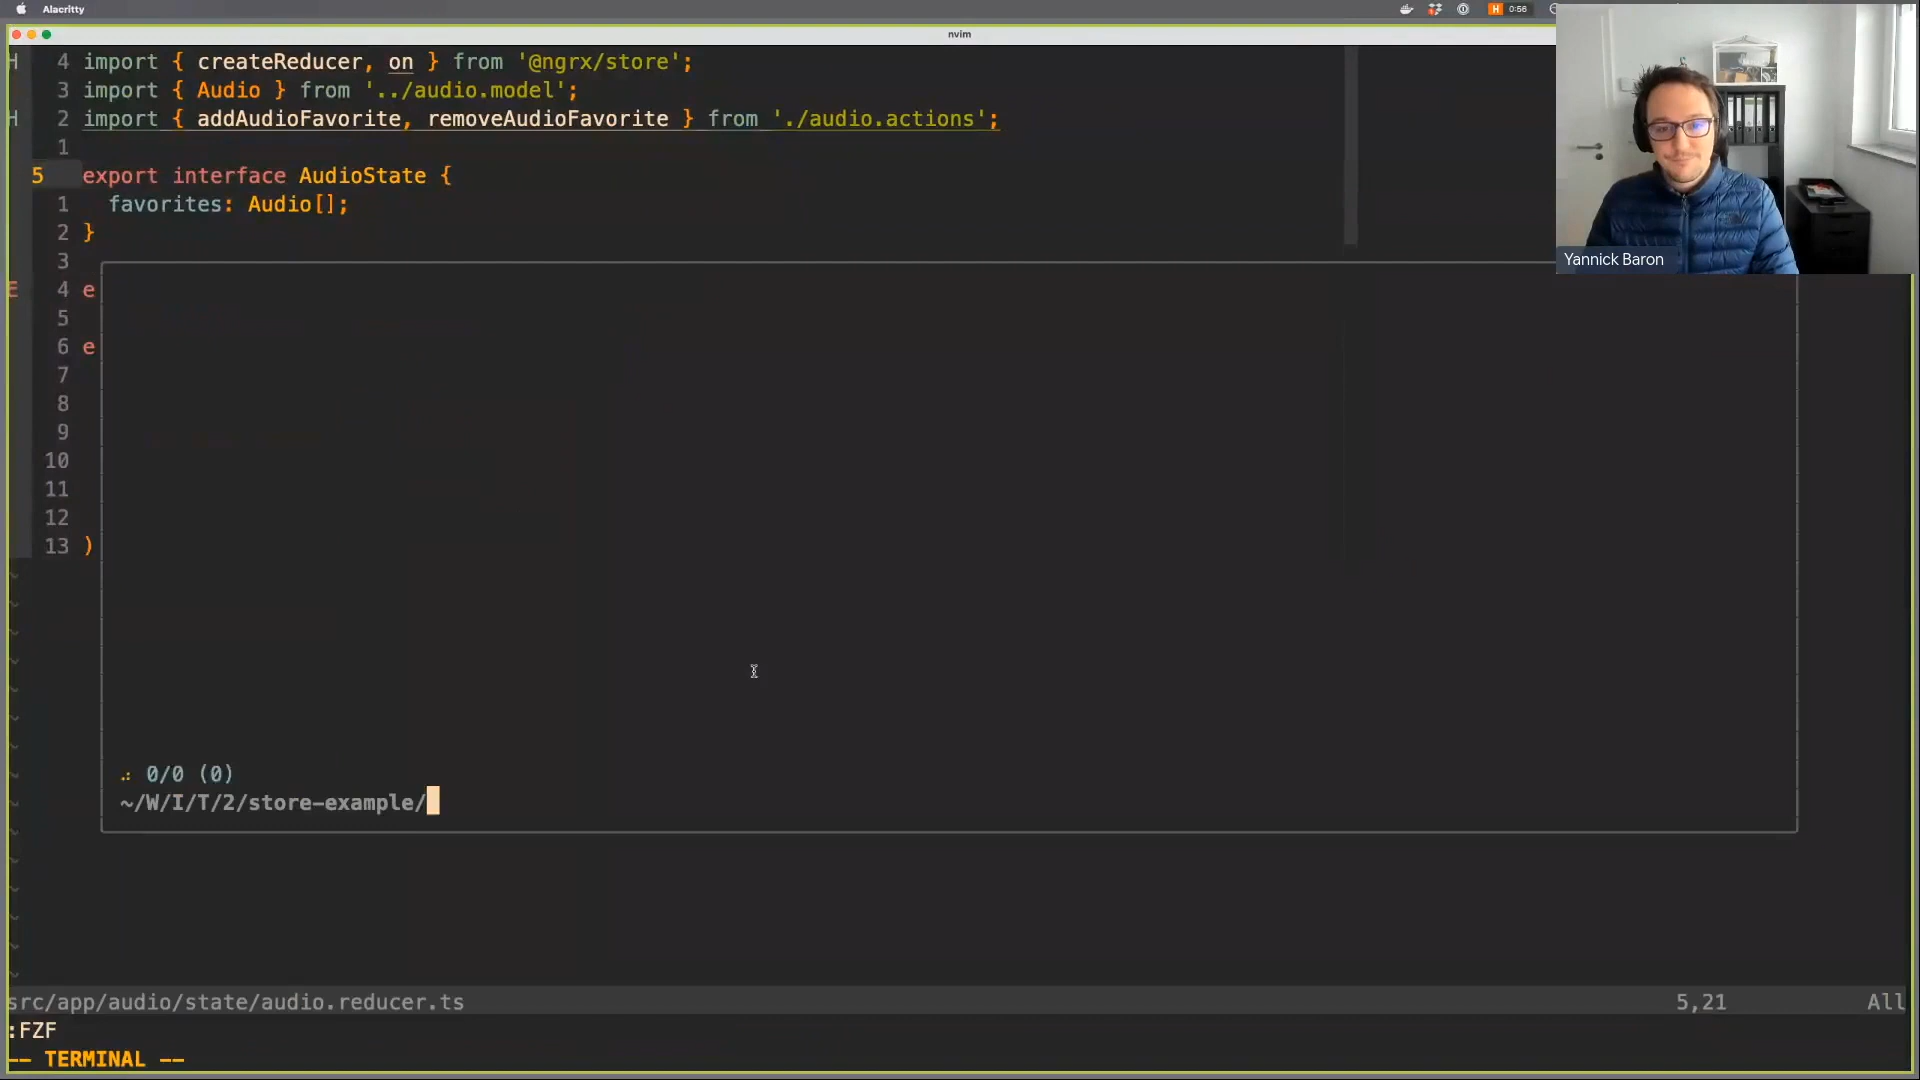 Alacritty
H 0:56
nvim
H 4 import { createReducer, on } from '@ngrx/store';
3 import { Audio } from '../audio.model';
H 2 import { addAudioFavorite, removeAudioFavorite } from './audio.actions';
1
5 export interface AudioState {
1 favorites: Audio[];
2 }
3
E 4 e
5
6 e
7
8
9
10
11
12
13 )
Yannick Baron
0/0 (0)
~/W/I/T/2/store-example/
src/app/audio/state/audio.reducer.ts 5,21 All
:FZF
-- TERMINAL --